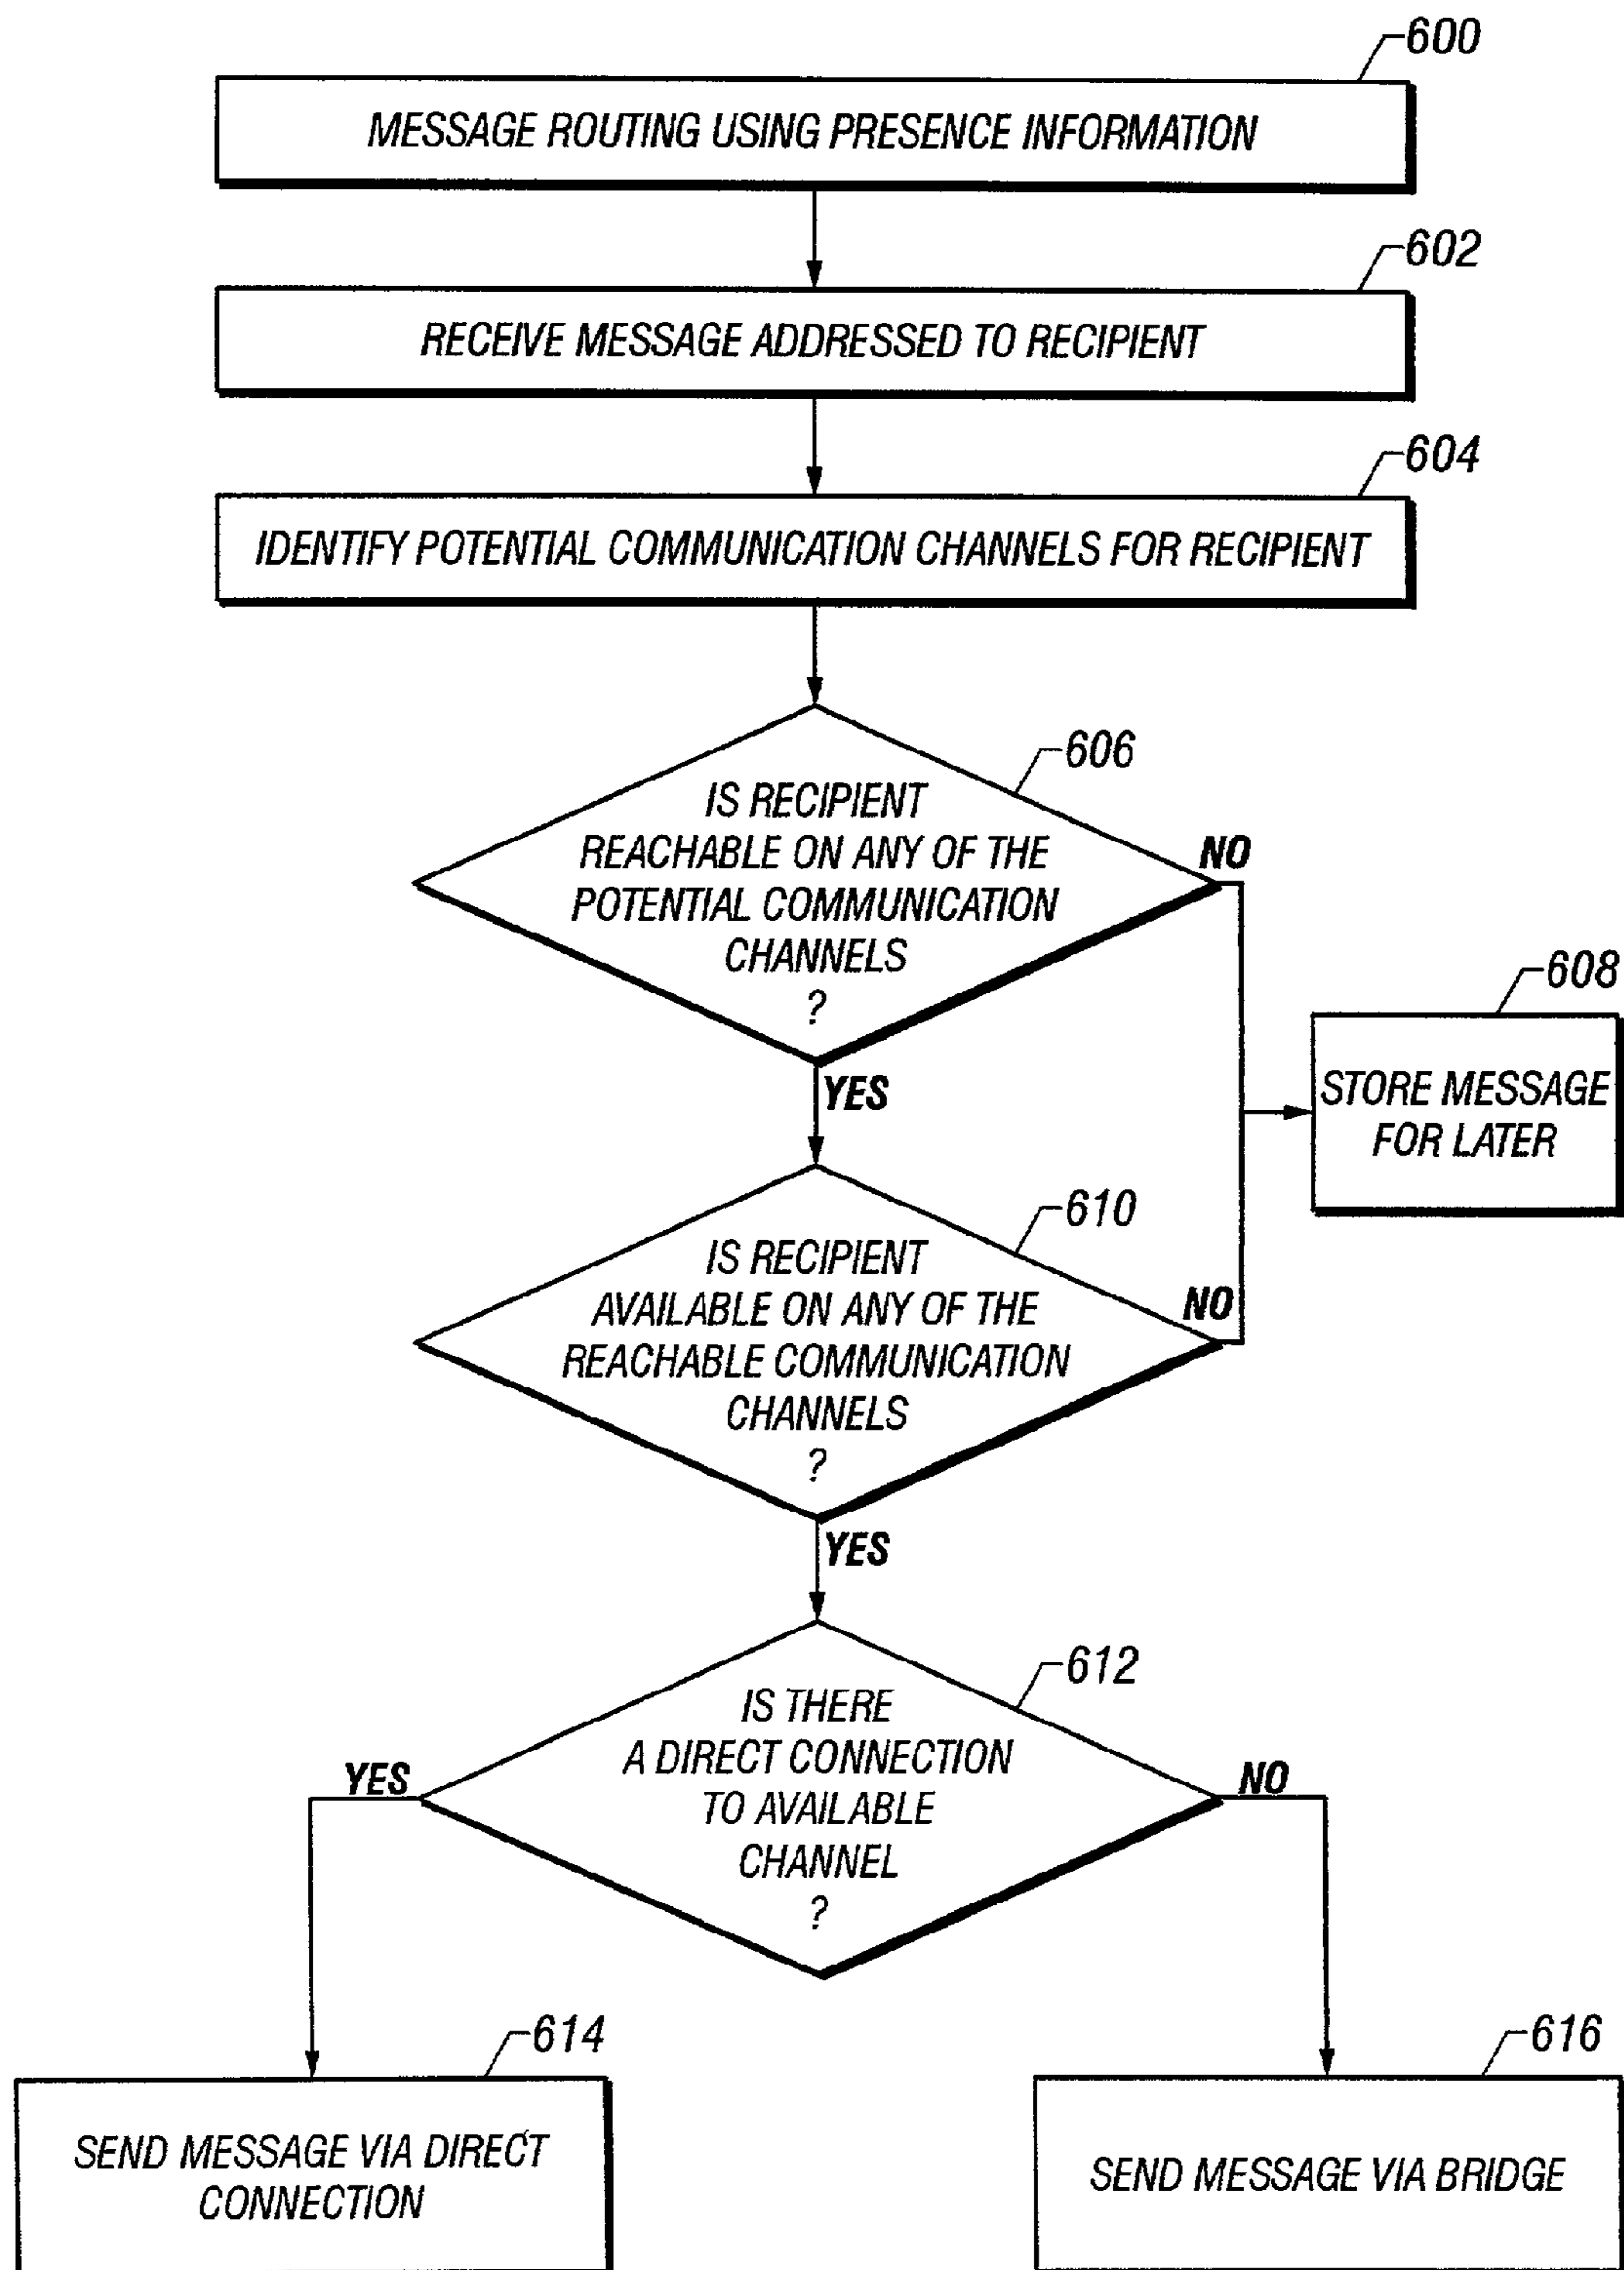 600
MESSAGE ROUTING USING PRESENCE INFORMATION
602
RECEIVE MESSAGE ADDRESSED TO RECIPIENT
604
IDENTIFY POTENTIAL COMMUNICATION CHANNELS FOR RECIPIENT
606
IS RECIPIENT
REACHABLE ON ANY OF THE
POTENTIAL COMMUNICATION
CHANNELS
?
NO
YES
608
STORE MESSAGE
FOR LATER
610
IS RECIPIENT
AVAILABLE ON ANY OF THE
REACHABLE COMMUNICATION
CHANNELS
?
NO
YES
612
IS THERE
A DIRECT CONNECTION
TO AVAILABLE
CHANNEL
?
YES
NO
614
SEND MESSAGE VIA DIRECT
CONNECTION
616
SEND MESSAGE VIA BRIDGE